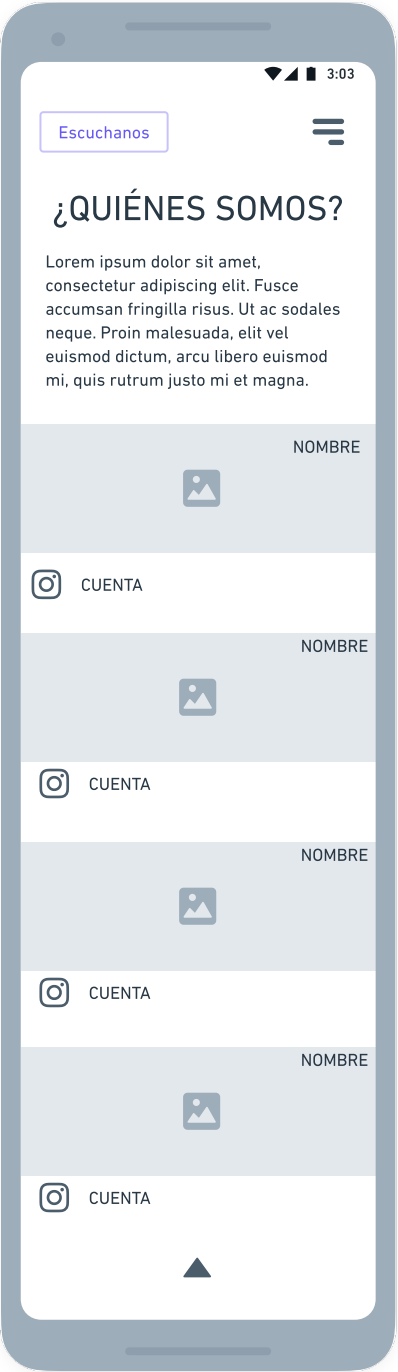 3:03
Escuchanos
¿QUIÉNES SOMOS?
Lorem ipsum dolor sit amet,
consectetur adipiscing elit. Fusce
accumsan fringilla risus. Ut ac sodales
neque. Proin malesuada, elit vel
euismod dictum, arcu libero euismod
mi, quis rutrum justo mi et magna.
NOMBRE
CUENTA
NOMBRE
CUENTA
NOMBRE
CUENTA
NOMBRE
CUENTA